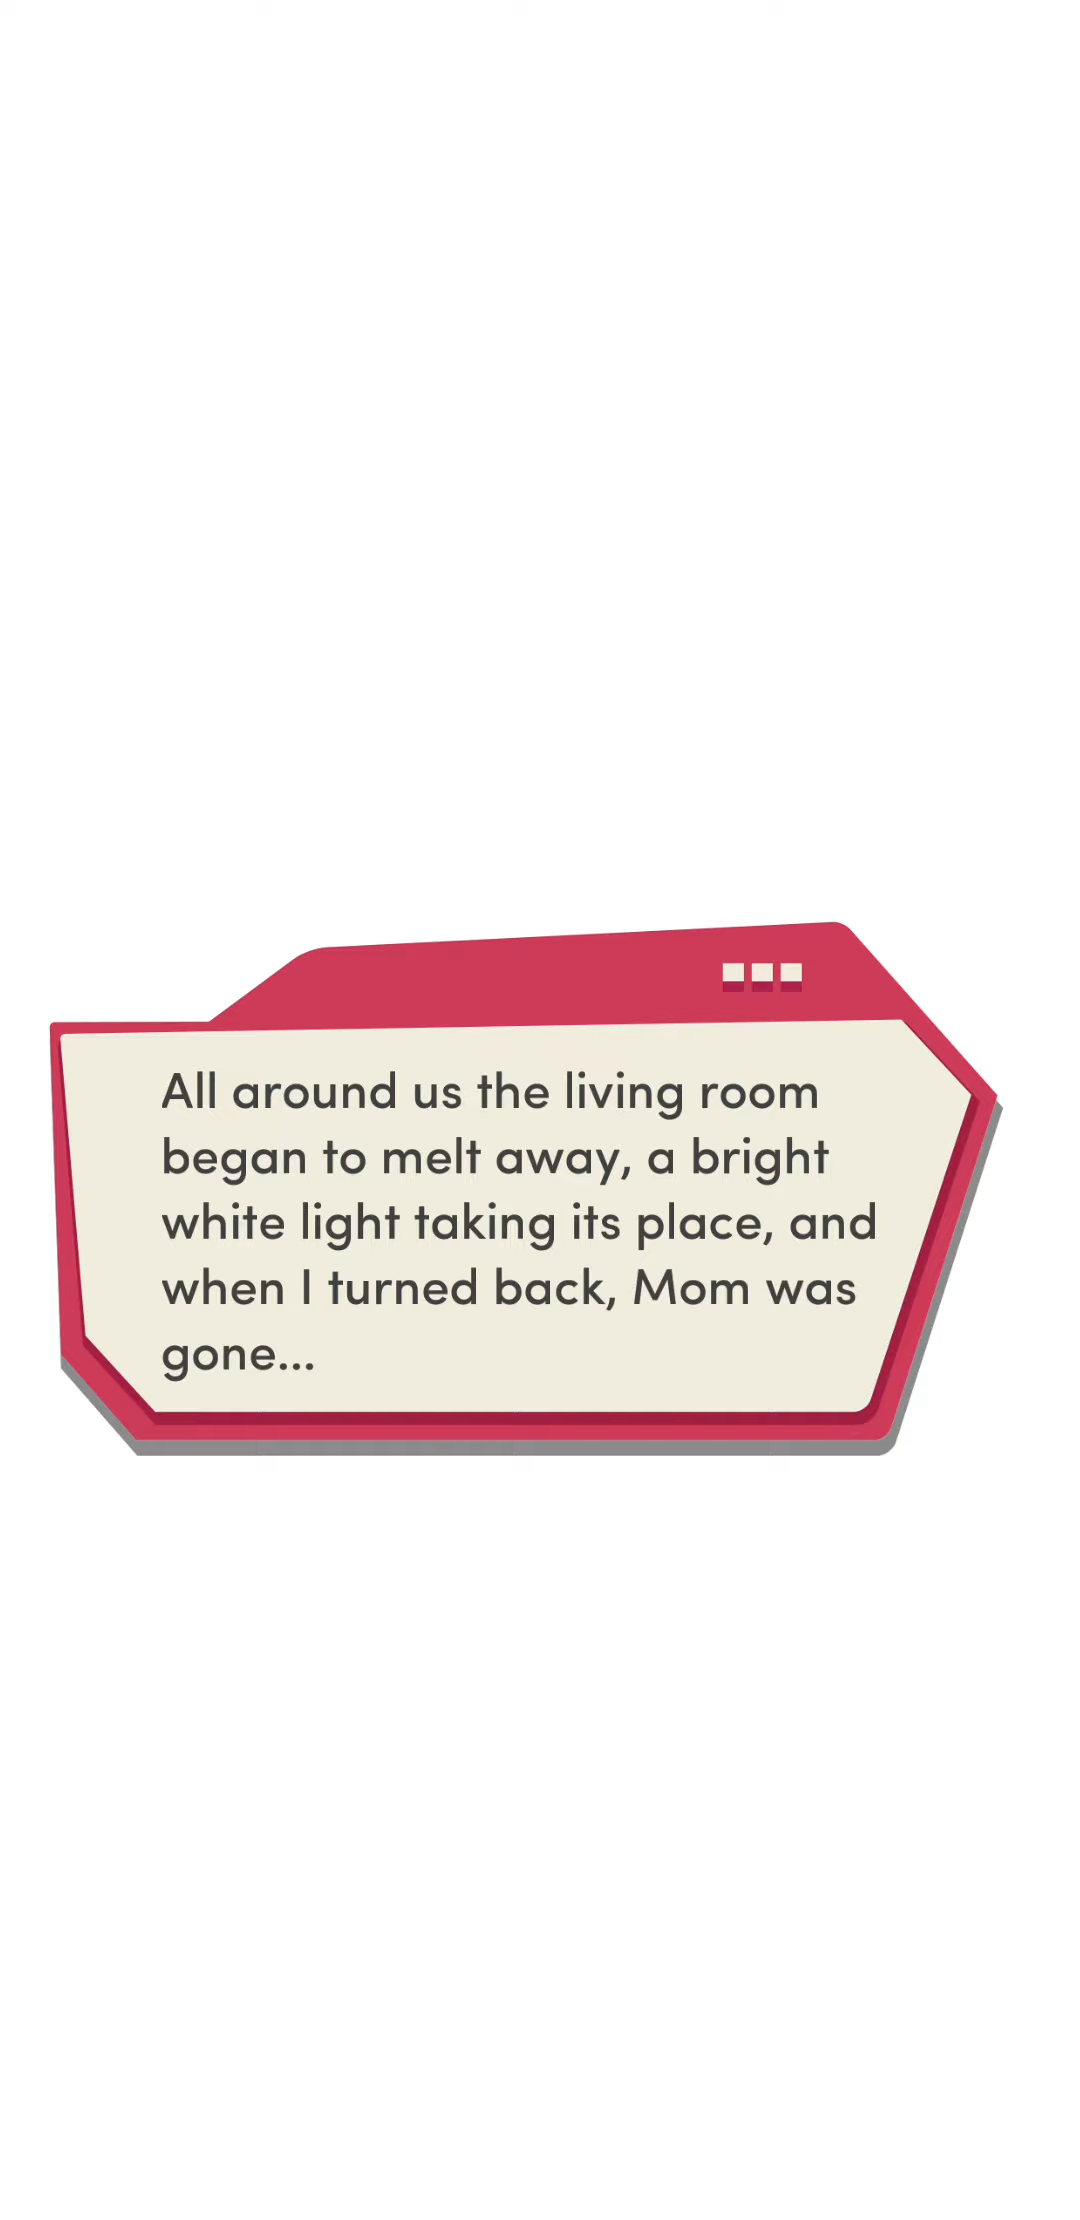 All around us the living room
began to melt away, a bright
white light taking its place, and
when I turned back, Mom was
gone...